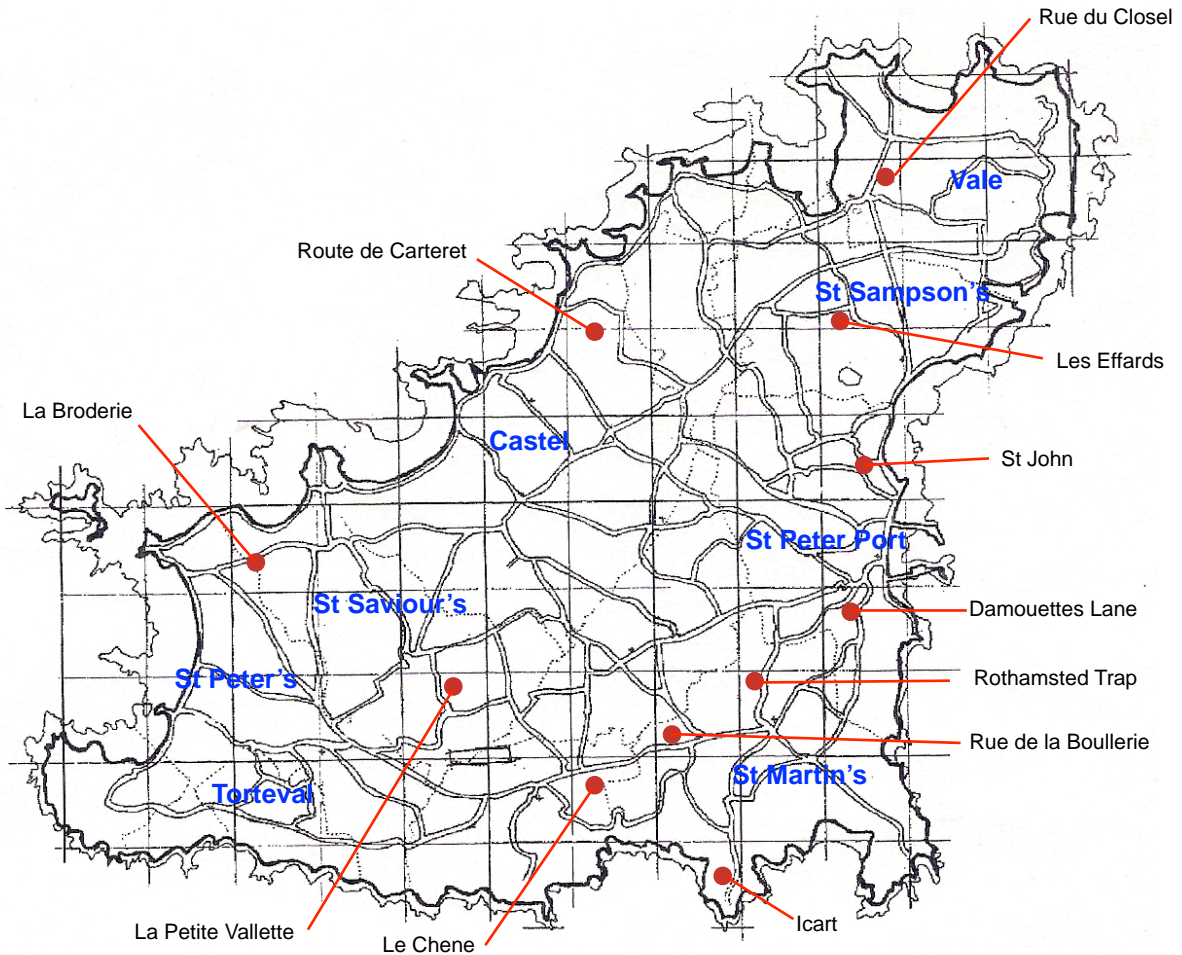 Rue du Closel
Vale
Route de Carteret
St Sampson's
Les Effards
La Broderie
Castel
St John
St Peter Port
St Saviour's
Damouettes Lane
St Peter's
Rothamsted Trap
Rue de la Boullerie
St Martin's
Torteval
Icart
La Petite Vallette
Le Chene